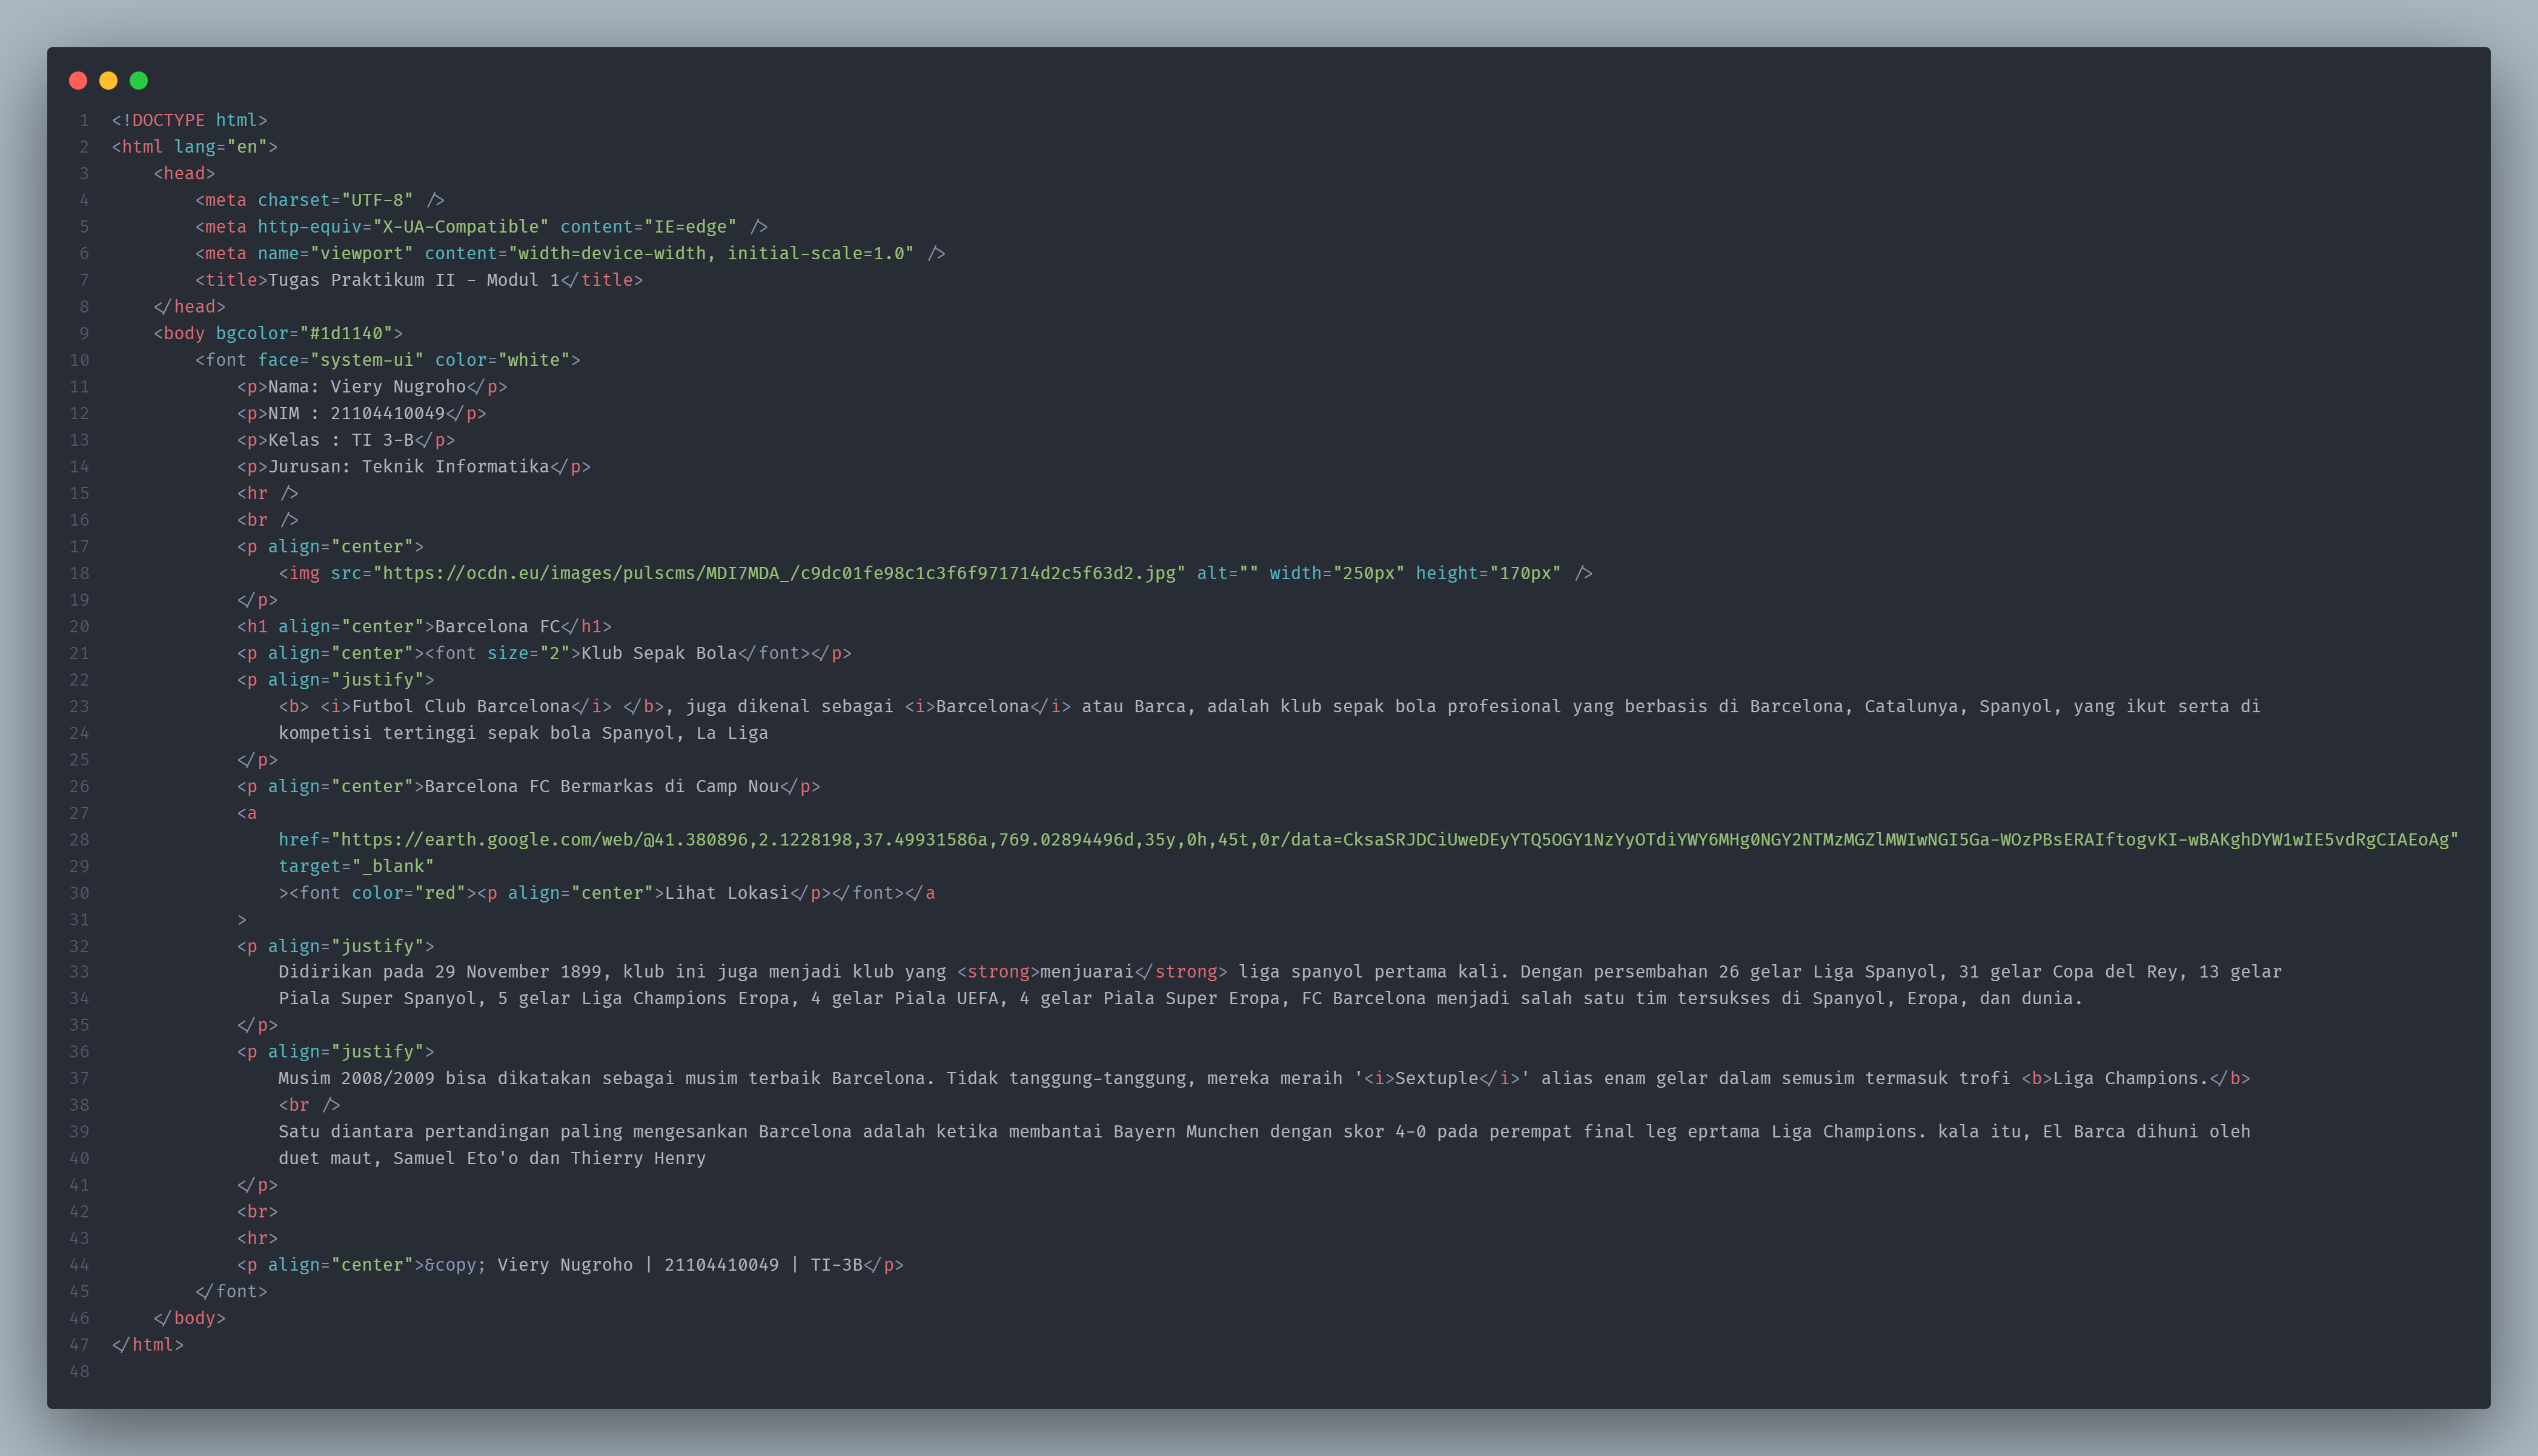 1 <!DOCTYPE html>
2 <html lang="en">
3     <head>
4         <meta charset="UTF-8" />
5         <meta http-equiv="X-UA-Compatible" content="IE=edge" />
6         <meta name="viewport" content="width=device-width, initial-scale=1.0" />
7         <title>Tugas Praktikum II - Modul 1</title>
8     </head>
9     <body bgcolor="#1d1140">
10         <font face="system-ui" color="white">
11             <p>Nama: Viery Nugroho</p>
12             <p>NIM : 21104410049</p>
13             <p>Kelas : TI 3-B</p>
14             <p>Jurusan: Teknik Informatika</p>
15             <hr />
16             <br />
17             <p align="center">
18                 <img src="https://ocdn.eu/images/pulscms/MDI7MDA_/c9dc01fe98c1c3f6f971714d2c5f63d2.jpg" alt="" width="250px" height="170px" />
19             </p>
20             <h1 align="center">Barcelona FC</h1>
21             <p align="center"><font size="2">Klub Sepak Bola</font></p>
22             <p align="justify">
23                 <b> <i>Futbol Club Barcelona</i> </b>, juga dikenal sebagai <i>Barcelona</i> atau Barca, adalah klub sepak bola profesional yang berbasis di Barcelona, Catalunya, Spanyol, yang ikut serta di
24                 kompetisi tertinggi sepak bola Spanyol, La Liga
25             </p>
26             <p align="center">Barcelona FC Bermarkas di Camp Nou</p>
27             <a
28                 href="https://earth.google.com/web/@41.380896,2.1228198,37.49931586a,769.02894496d,35y,0h,45t,0r/data=CksaSRJDCiUweDEyYTQ5OGY1NzYyOTdiYWY6MHg0NGY2NTMzMGZlMWIwNGI5Ga-WOzPBsERAIftogvKI-wBAKghDYW1wIE5vdRgCIAEoAg"
29                 target="_blank"
30                 ><font color="red"><p align="center">Lihat Lokasi</p></font></a
31             >
32             <p align="justify">
33                 Didirikan pada 29 November 1899, klub ini juga menjadi klub yang <strong>menjuarai</strong> liga spanyol pertama kali. Dengan persembahan 26 gelar Liga Spanyol, 31 gelar Copa del Rey, 13 gelar
34                 Piala Super Spanyol, 5 gelar Liga Champions Eropa, 4 gelar Piala UEFA, 4 gelar Piala Super Eropa, FC Barcelona menjadi salah satu tim tersukses di Spanyol, Eropa, dan dunia.
35             </p>
36             <p align="justify">
37                 Musim 2008/2009 bisa dikatakan sebagai musim terbaik Barcelona. Tidak tanggung-tanggung, mereka meraih '<i>Sextuple</i>' alias enam gelar dalam semusim termasuk trofi <b>Liga Champions.</b>
38                 <br />
39                 Satu diantara pertandingan paling mengesankan Barcelona adalah ketika membantai Bayern Munchen dengan skor 4-0 pada perempat final leg eprtama Liga Champions. kala itu, El Barca dihuni oleh
40                 duet maut, Samuel Eto'o dan Thierry Henry
41             </p>
42             <br>
43             <hr>
44             <p align="center">&copy; Viery Nugroho | 21104410049 | TI-3B</p>
45         </font>
46     </body>
47 </html>
48